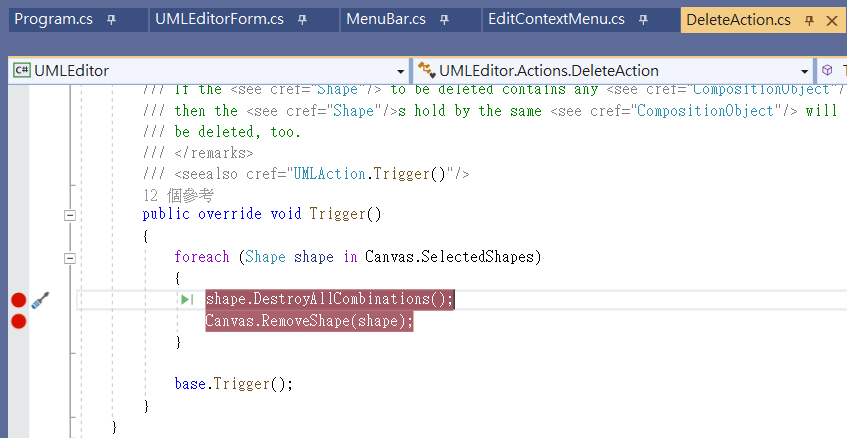 Program.cs UMLEditorForm.cs MenuBar.cs EditContextMenu.cs DeleteAction.cs
C# UMLEditor UMLEditor.Actions.DeleteAction
/// If the <see cref="Shape"/> to be deleted contains any <see cref="CompositionObject"/
/// then the <see cref="Shape"/>s hold by the same <see cref="CompositionObject"/> will
/// be deleted, too.
/// </remarks>
/// <seealso cref="UMLAction.Trigger()"/>
12 個參考
public override void Trigger()
{
foreach (Shape shape in Canvas.SelectedShapes)
{
shape.DestroyAllCombinations();
Canvas.RemoveShape(shape);
}
base.Trigger();
}
}